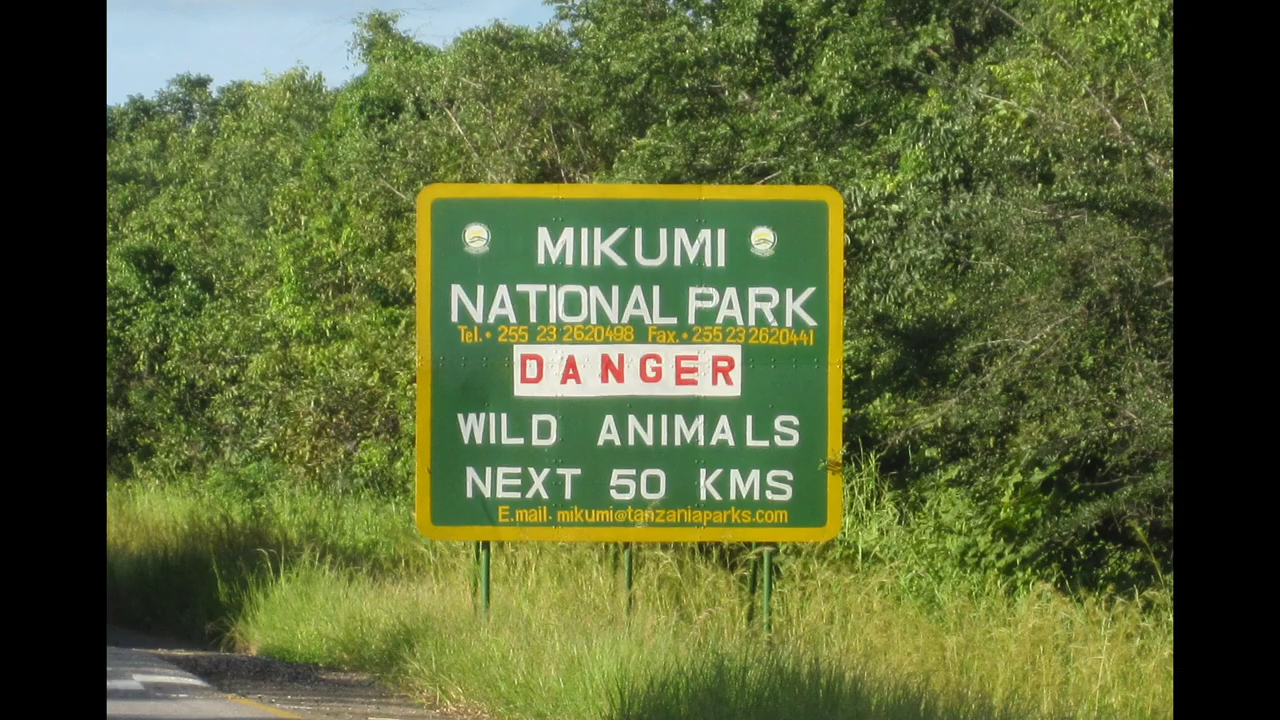 MIKUMI
NATIONAL PARK
Tel. • 255 23 2620498 Fax. • 255 23 2620441
DANGER
WILD ANIMALS
NEXT 50 KMS
E.mail. mikumi@tanzaniaparks.com